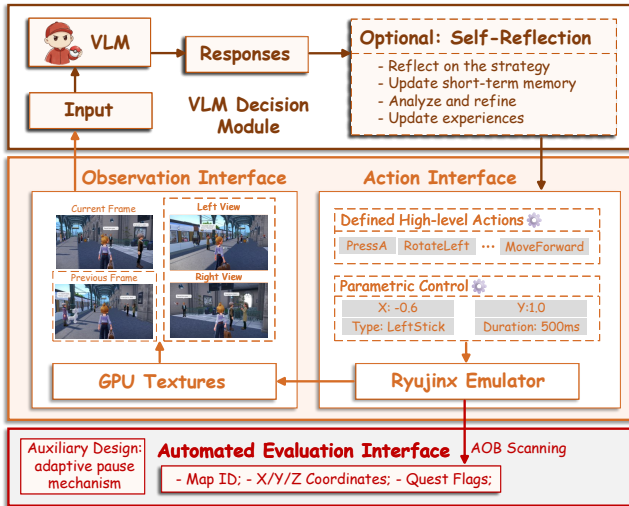 VLM
Responses
Input
VLM Decision
Module
Optional: Self-Reflection
- Reflect on the strategy
- Update short-term memory
- Analyze and refine
- Update experiences
Observation Interface
Current Frame
Left View
Previous Frame
Right View
GPU Textures
Action Interface
Defined High-level Actions
PressA RotateLeft ... MoveForward
Parametric Control
X: -0.6 Y:1.0
Type: LeftStick Duration: 500ms
Ryujinx Emulator
Auxiliary Design:
adaptive pause
mechanism
Automated Evaluation Interface
AOB Scanning
- Map ID; - X/Y/Z Coordinates; - Quest Flags;